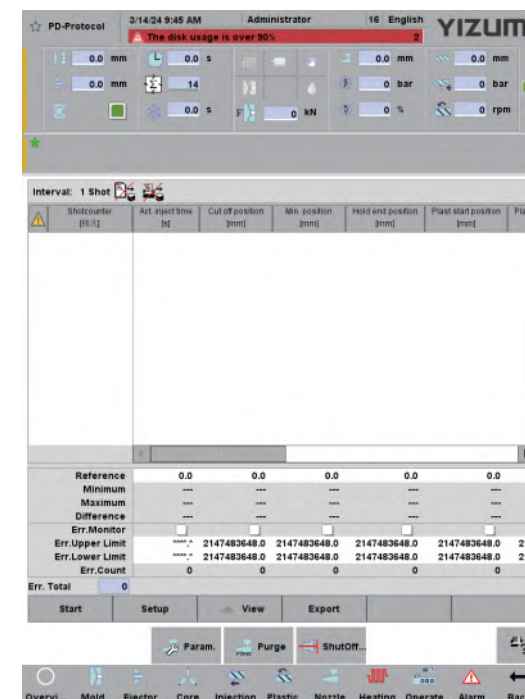 PD-Protocol
3/14/24 9:45 AM Administrator 16 English
The disk usage is over 90% 2
YIZUM
0.0 mm 0.0 s 0.0 mm 0.0 mm
0.0 mm 14 0 bar 0 bar
0.0 s F 0 kN 0 % 0 rpm
Interval: 1 Shot
Shotcounter Act. inject time Cut off position Min. position Hold end position Plast start position Pla
[s] [mm] [mm] [mm] [mm]
Reference 0.0 0.0 0.0 0.0 0.0
Minimum --- --- --- --- ---
Maximum --- --- --- --- ---
Difference --- --- --- --- ---
Err.Monitor
Err.Upper Limit ****.* 2147483648.0 2147483648.0 2147483648.0 2147483648.0 2
Err.Lower Limit ****.* 2147483648.0 2147483648.0 2147483648.0 2147483648.0 2
Err.Count 0 0 0 0 0
Err. Total 0
Start Setup View Export
Param. Purge ShutOff...
Overvi Mold Ejector Core Injection Plastic Nozzle Heating Operate Alarm Bac